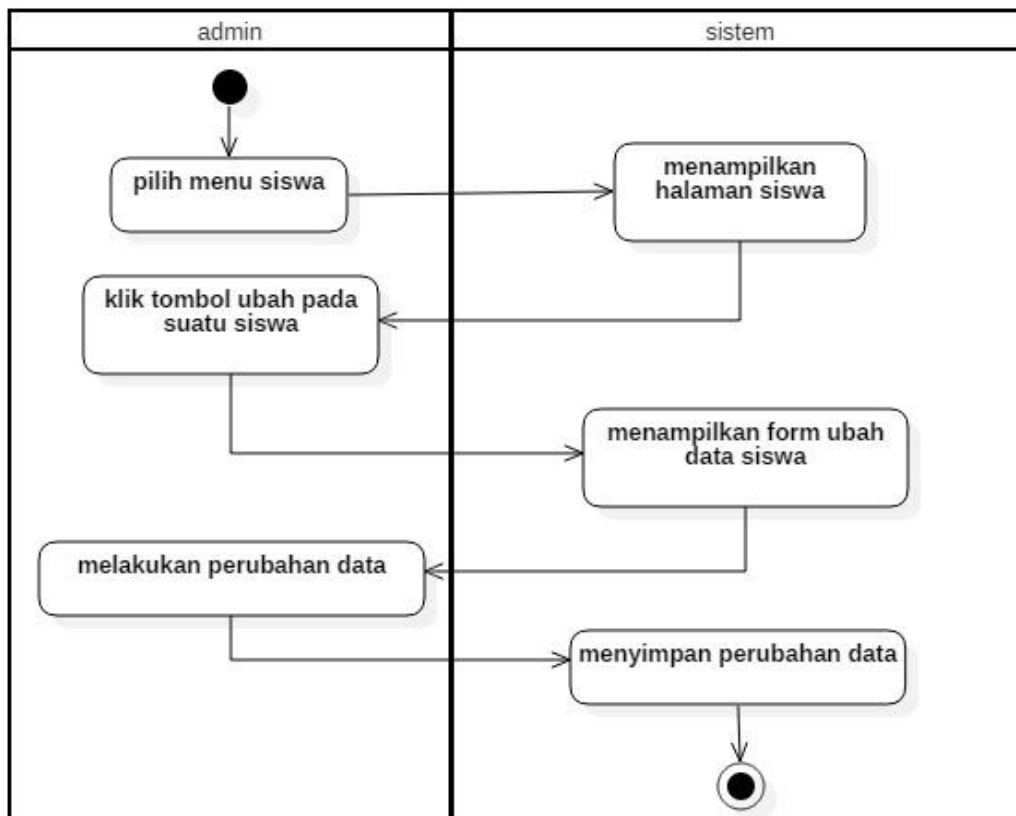 admin
sistem
pilih menu siswa
menampilkan
halaman siswa
klik tombol ubah pada
suatu siswa
menampilkan form ubah
data siswa
melakukan perubahan data
menyimpan perubahan data